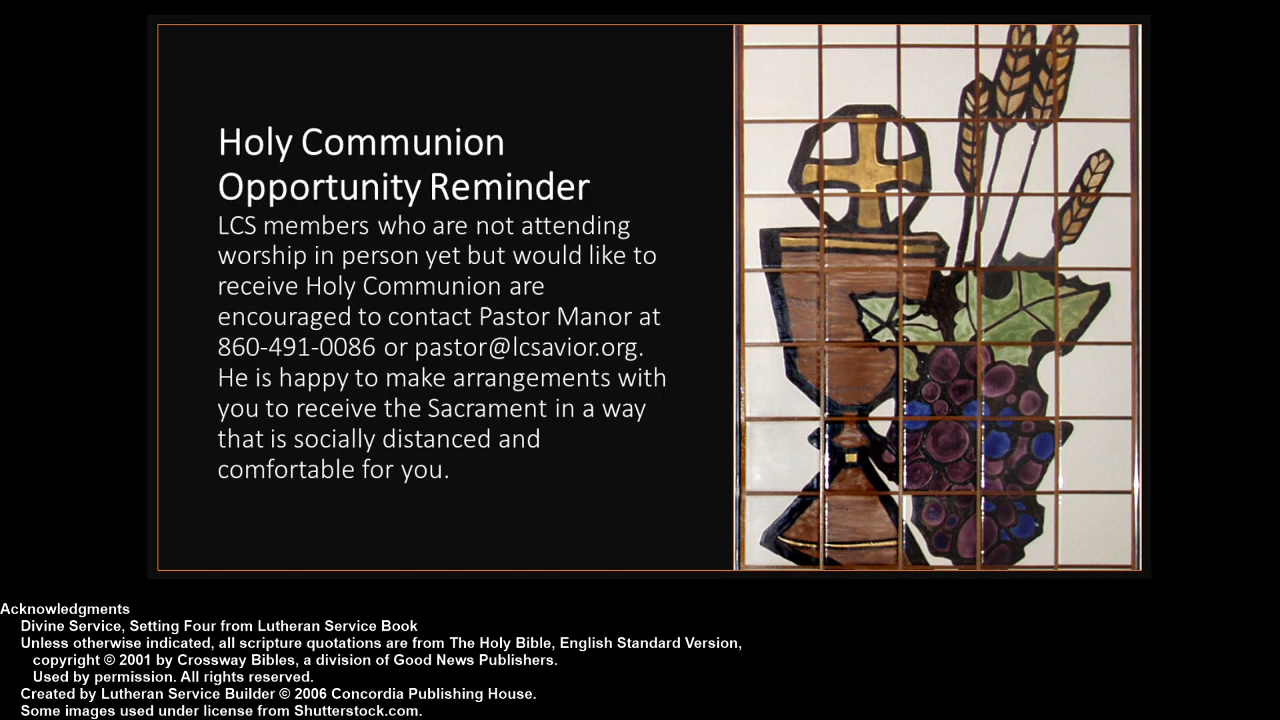 Holy Communion
Opportunity Reminder
LCS members who are not attending
worship in person yet but would like to
receive Holy Communion are
encouraged to contact Pastor Manor at
860-491-0086 or pastor@lcsavior.org.
He is happy to make arrangements with
you to receive the Sacrament in a way
that is socially distanced and
comfortable for you.
Acknowledgments
Divine Service, Setting Four from Lutheran Service Book
Unless otherwise indicated, all scripture quotations are from The Holy Bible, English Standard Version,
copyright © 2001 by Crossway Bibles, a division of Good News Publishers.
Used by permission. All rights reserved.
Created by Lutheran Service Builder © 2006 Concordia Publishing House.
Some images used under license from Shutterstock.com.